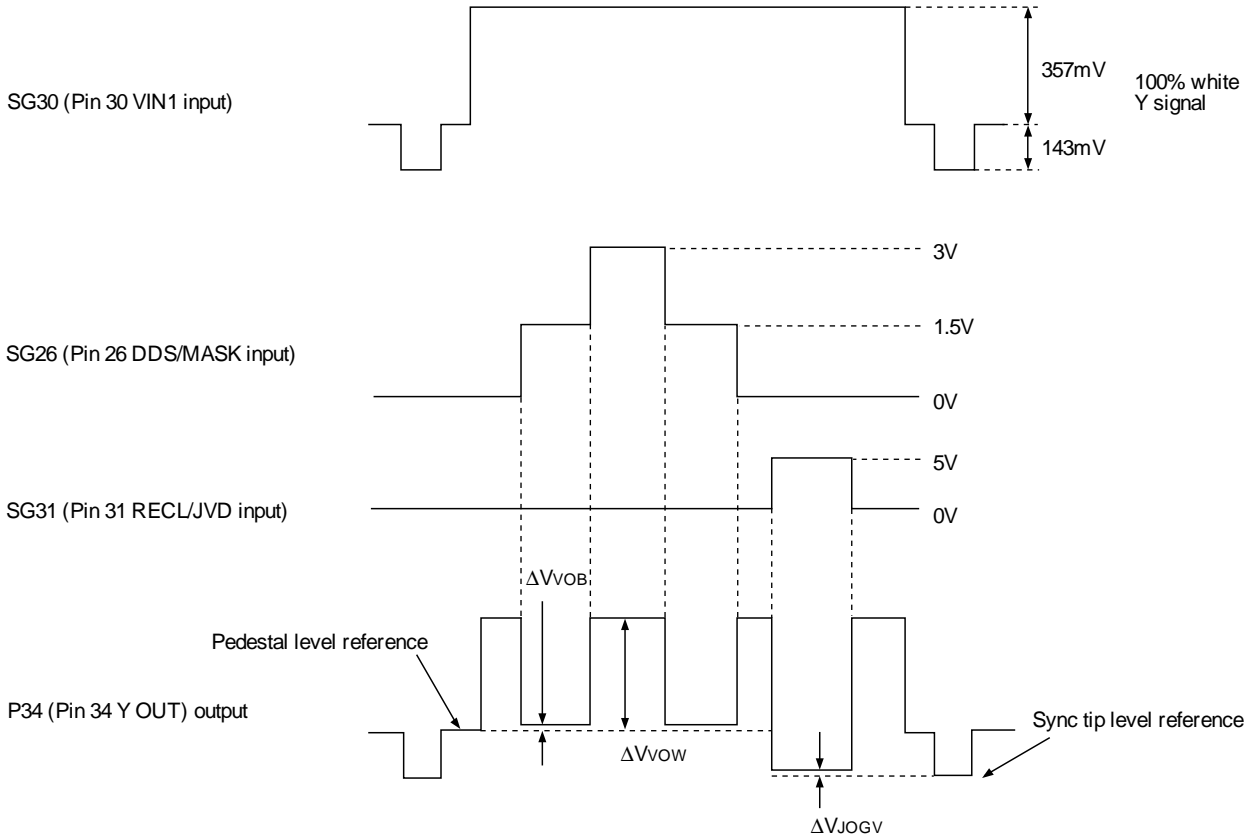 357mV
100% white
Y signal
SG30 (Pin 30 VIN1 input)
143mV
3V
1.5V
SG26 (Pin 26 DDS/MASK input)
0V
5V
SG31 (Pin 31 RECL/JVD input)
0V
ΔVVOB
Pedestal level reference
P34 (Pin 34 Y OUT) output
Sync tip level reference
ΔVVOW
ΔVJOGV